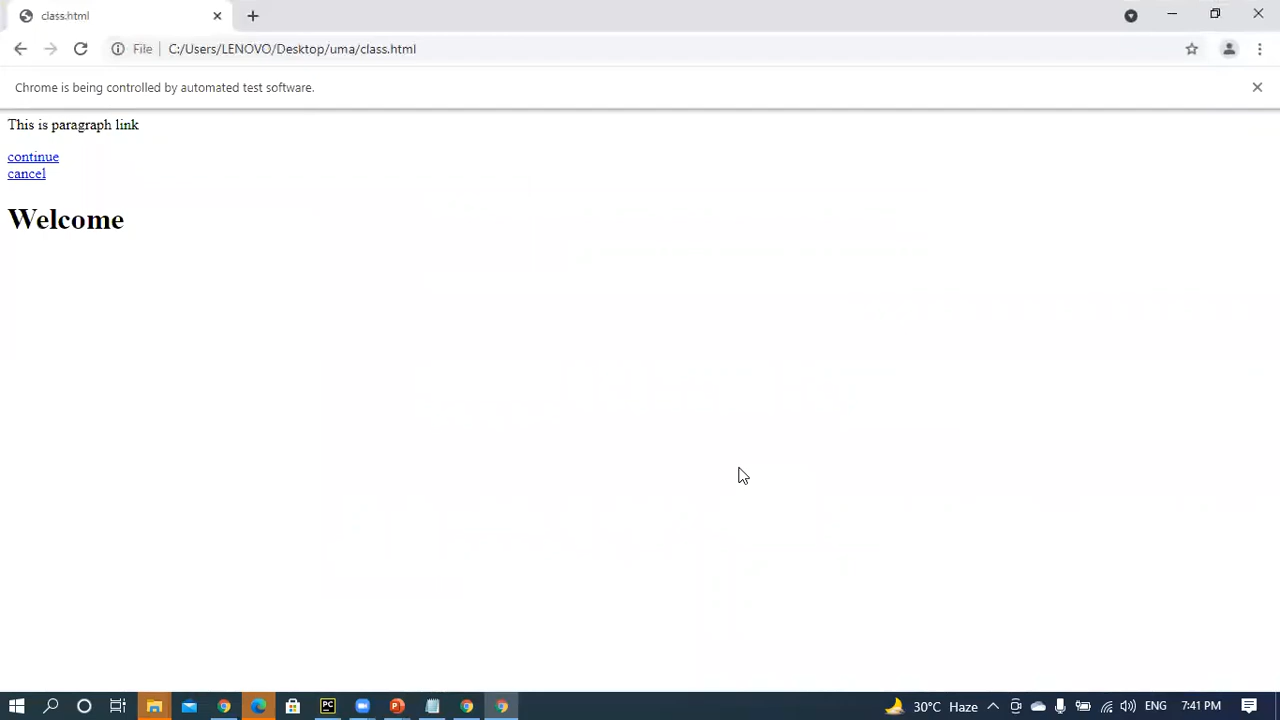 class.html
File
C:/Users/LENOVO/Desktop/uma/class.html
Chrome is being controlled by automated test software.
This is paragraph link
continue
cancel
Welcome
PC
30°C Haze
ENG
7:41 PM